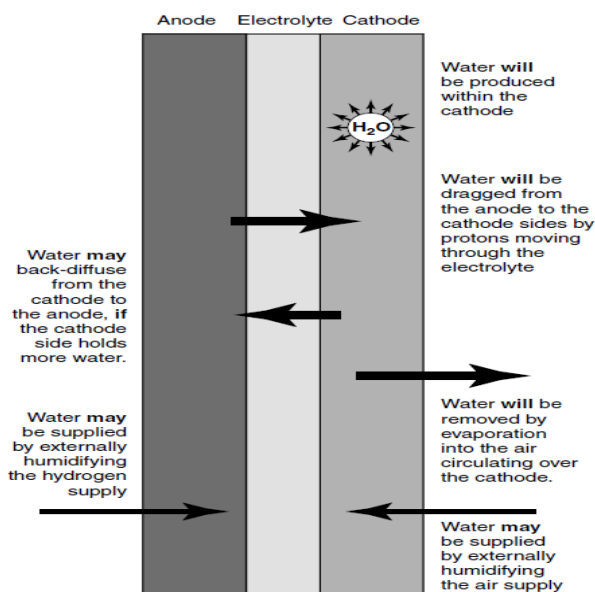 Anode Electrolyte Cathode
Water will
be produced
within the
cathode
H2O
Water will be
dragged from
the anode to the
cathode sides by
protons moving
through the
electrolyte
Water may
back-diffuse
from the
cathode to
the anode, if
the cathode
side holds
more water.
Water will be
removed by
evaporation
into the air
circulating over
the cathode.
Water may
be supplied
by externally
humidifying
the hydrogen
supply
Water may
be supplied
by externally
humidifying
the air supply